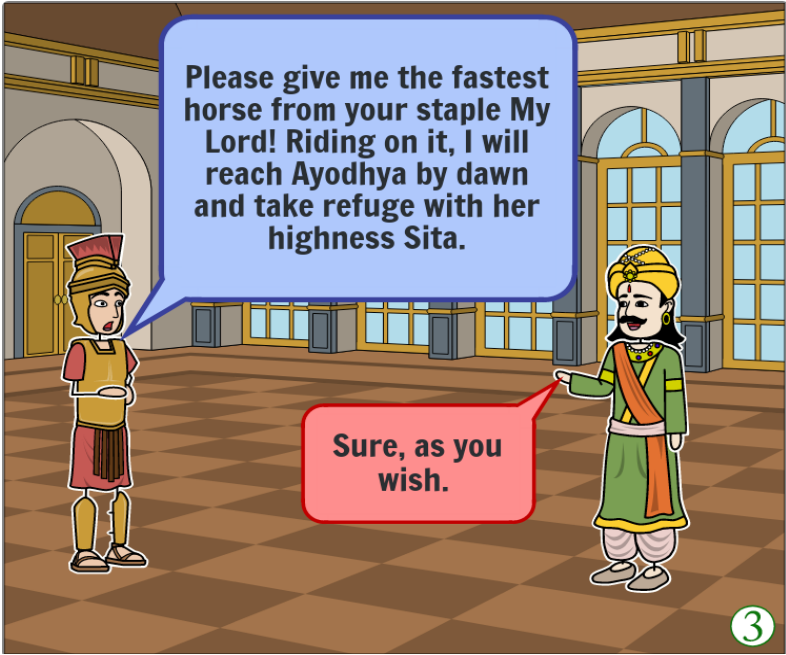 Please give me the fastest
horse from your staple My
Lord! Riding on it, I will
reach Ayodhya by dawn
and take refuge with her
highness Sita.
Sure, as you
wish.
3